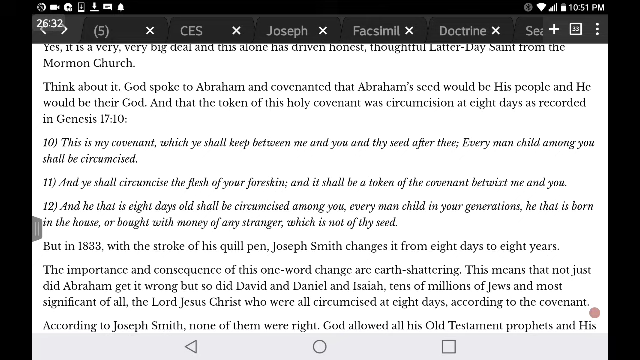 10:51 PM
26:32
(5) × CES × Joseph × Facsimil × Doctrine × Sea + 33
Yes, it is a very, very big deal and this alone has driven honest, thoughtful Latter-Day Saint from the
Mormon Church.
Think about it. God spoke to Abraham and covenanted that Abraham's seed would be His people and He
would be their God. And that the token of this holy covenant was circumcision at eight days as recorded
in Genesis 17:10:
10) This is my covenant, which ye shall keep between me and you and thy seed after thee; Every man child among you
shall be circumcised.
11) And ye shall circumcise the flesh of your foreskin; and it shall be a token of the covenant betwixt me and you.
12) And he that is eight days old shall be circumcised among you, every man child in your generations, he that is born
in the house, or bought with money of any stranger, which is not of thy seed.
But in 1833, with the stroke of his quill pen, Joseph Smith changes it from eight days to eight years.
The importance and consequence of this one-word change are earth-shattering. This means that not just
did Abraham get it wrong but so did David and Daniel and Isaiah, tens of millions of Jews and most
significant of all, the Lord Jesus Christ who were all circumcised at eight days, according to the covenant.
According to Joseph Smith, none of them were right. God allowed all his Old Testament prophets and His